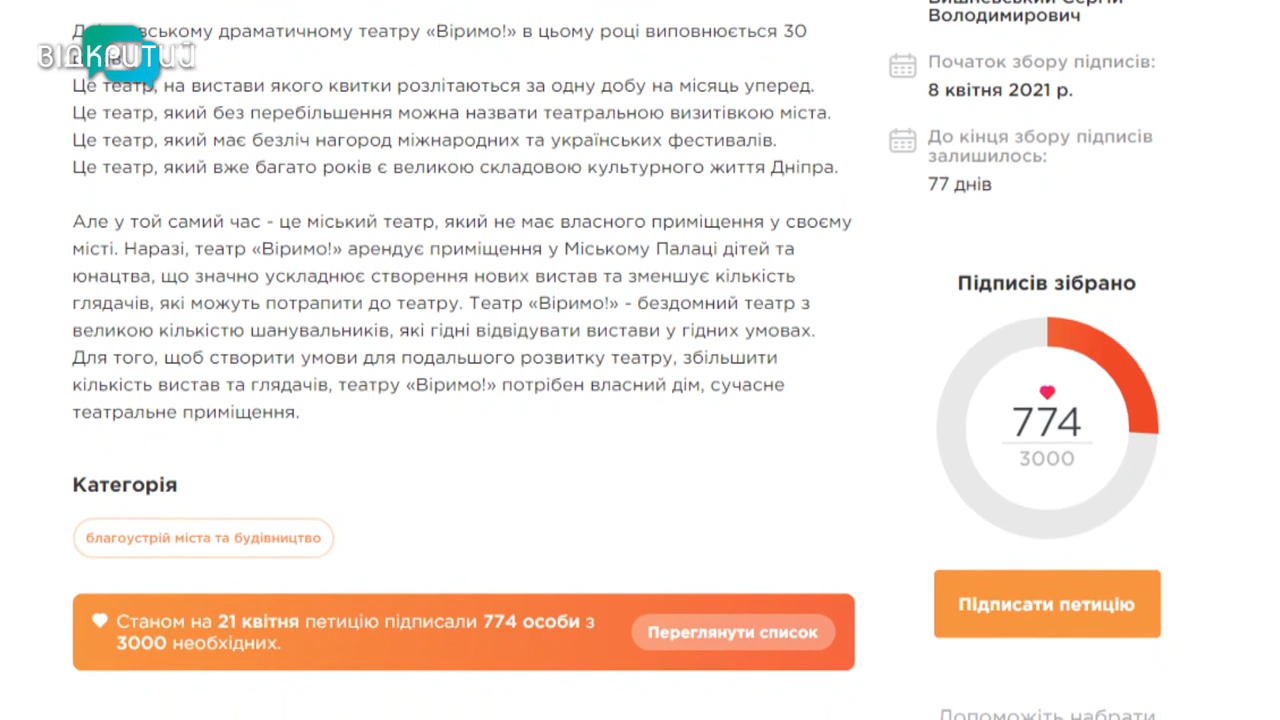 драматичному театру «Віримо!» в цьому році виповнюється 30
ВІДКРИТИЙ
Це театр, на вистави якого квитки розлітаються за одну добу на місяць уперед.
Це театр, який без перебільшення можна назвати театральною визитівкою міста.
Це театр, який має безліч нагород міжнародних та українських фестивалів.
Це театр, який вже багато років є великою складовою культурного життя Дніпра.
Але у той самий час - це міський театр, який не має власного приміщення у своєму
місті. Наразі, театр «Віримо!» арендує приміщення у Міському Палаці дітей та
юнацтва, що значно ускладнює створення нових вистав та зменшує кількість
глядачів, які можуть потрапити до театру. Театр «Віримо!» - бездомний театр з
великою кількістю шанувальників, які гідні відвідувати вистави у гідних умовах.
Для того, щоб створити умови для подальшого розвитку театру, збільшити
кількість вистав та глядачів, театру «Віримо!» потрібен власний дім, сучасне
театральне приміщення.
Категорія
благоустрій міста та будівництво
Станом на 21 квітня петицію підписали 774 особи з
3000 необхідних.
Переглянути список
Вишневський Сергій
Володимирович
Початок збору підписів:
8 квітня 2021 р.
До кінця збору підписів
залишилось:
77 днів
Підписів зібрано
774
3000
Підписати петицію
Допоможіть набрати